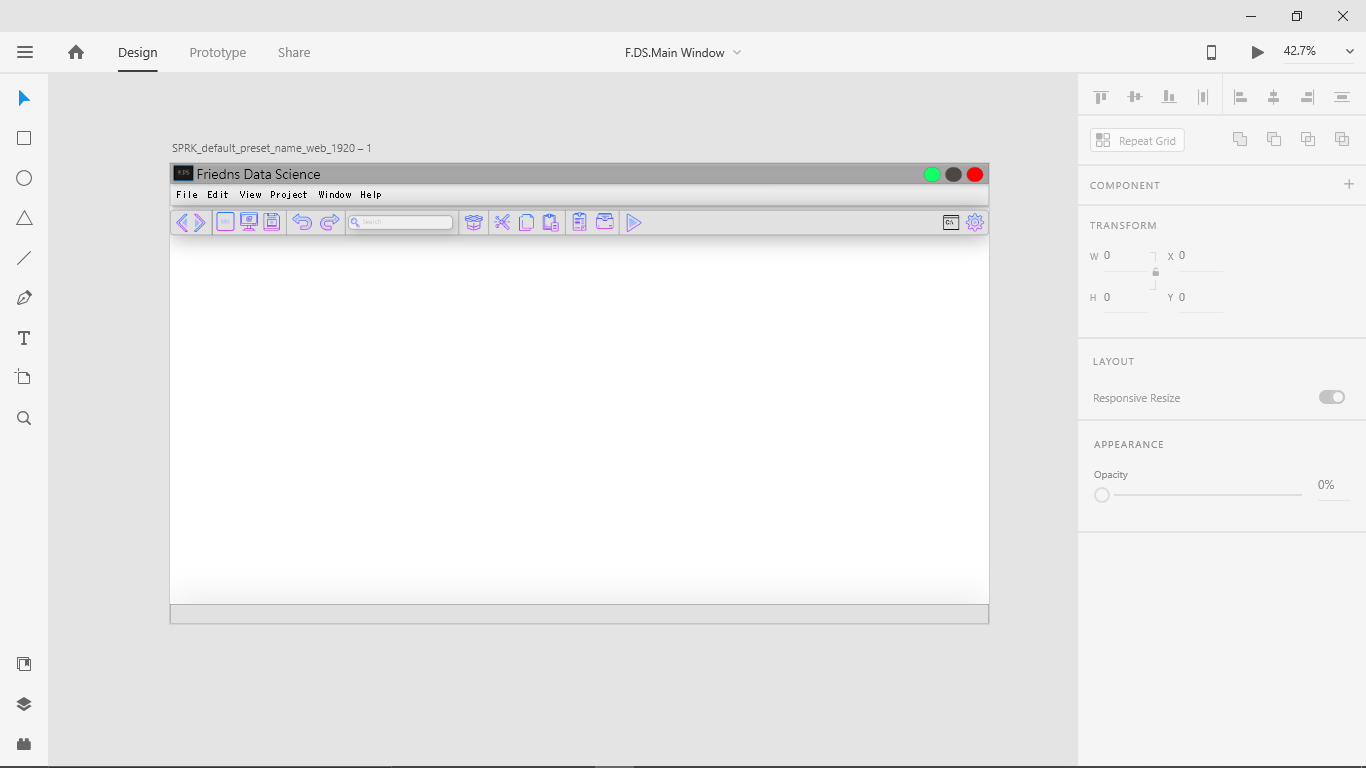 Design Prototype Share F.DS.Main Window 42.7%
SPRK_default_preset_name_web_1920 – 1
Friedns Data Science
File Edit View Project Window Help
Search
Repeat Grid
COMPONENT
TRANSFORM
W 0 X 0
H 0 Y 0
LAYOUT
Responsive Resize
APPEARANCE
Opacity
0%